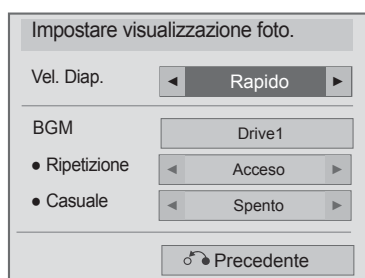 Impostare visualizzazione foto.
Vel. Diap. ◄ Rapido ►
BGM Drive1
● Ripetizione ◄ Acceso ►
● Casuale ◄ Spento ►
Precedente